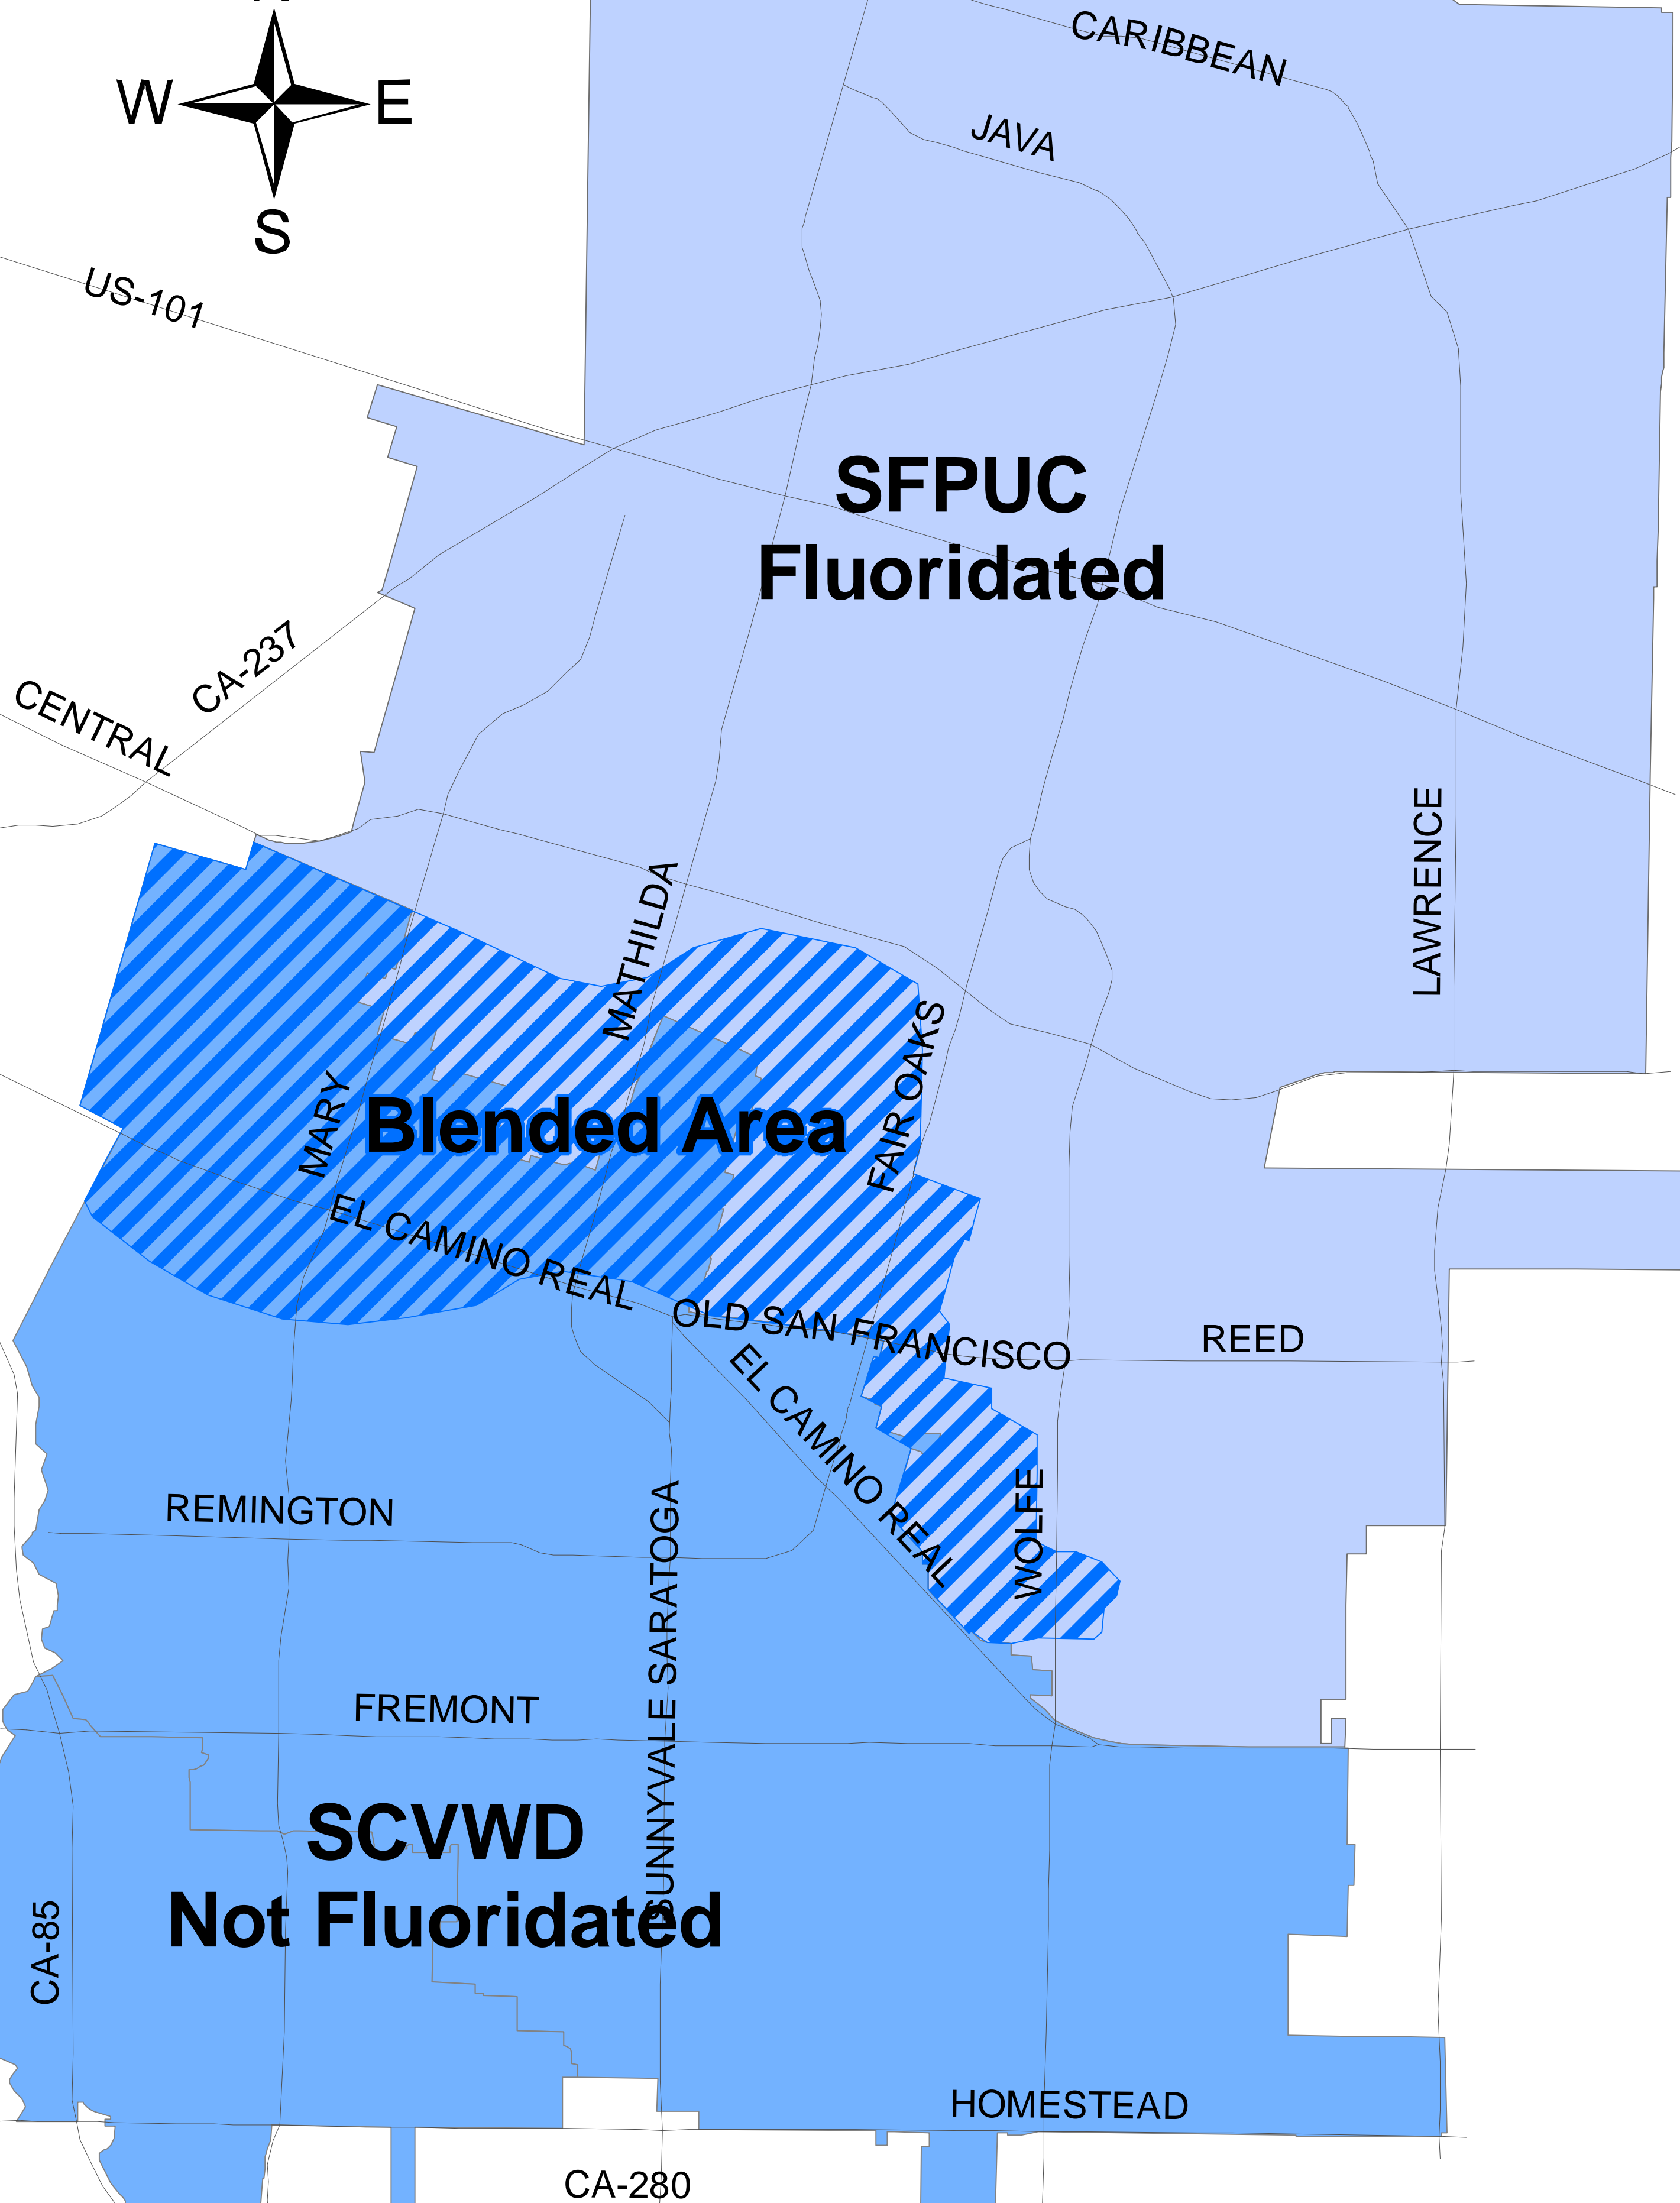 CARIBBEAN
JAVA
W
E
S
US-101
SFPUC
Fluoridated
CA-237
CENTRAL
LAWRENCE
MATHILDA
FAIR OAKS
MARY
Blended Area
EL CAMINO REAL
OLD SAN FRANCISCO
REED
EL CAMINO REAL
WOLFE
REMINGTON
SUNNYVALE SARATOGA
FREMONT
SCVWD
Not Fluoridated
CA-85
HOMESTEAD
CA-280